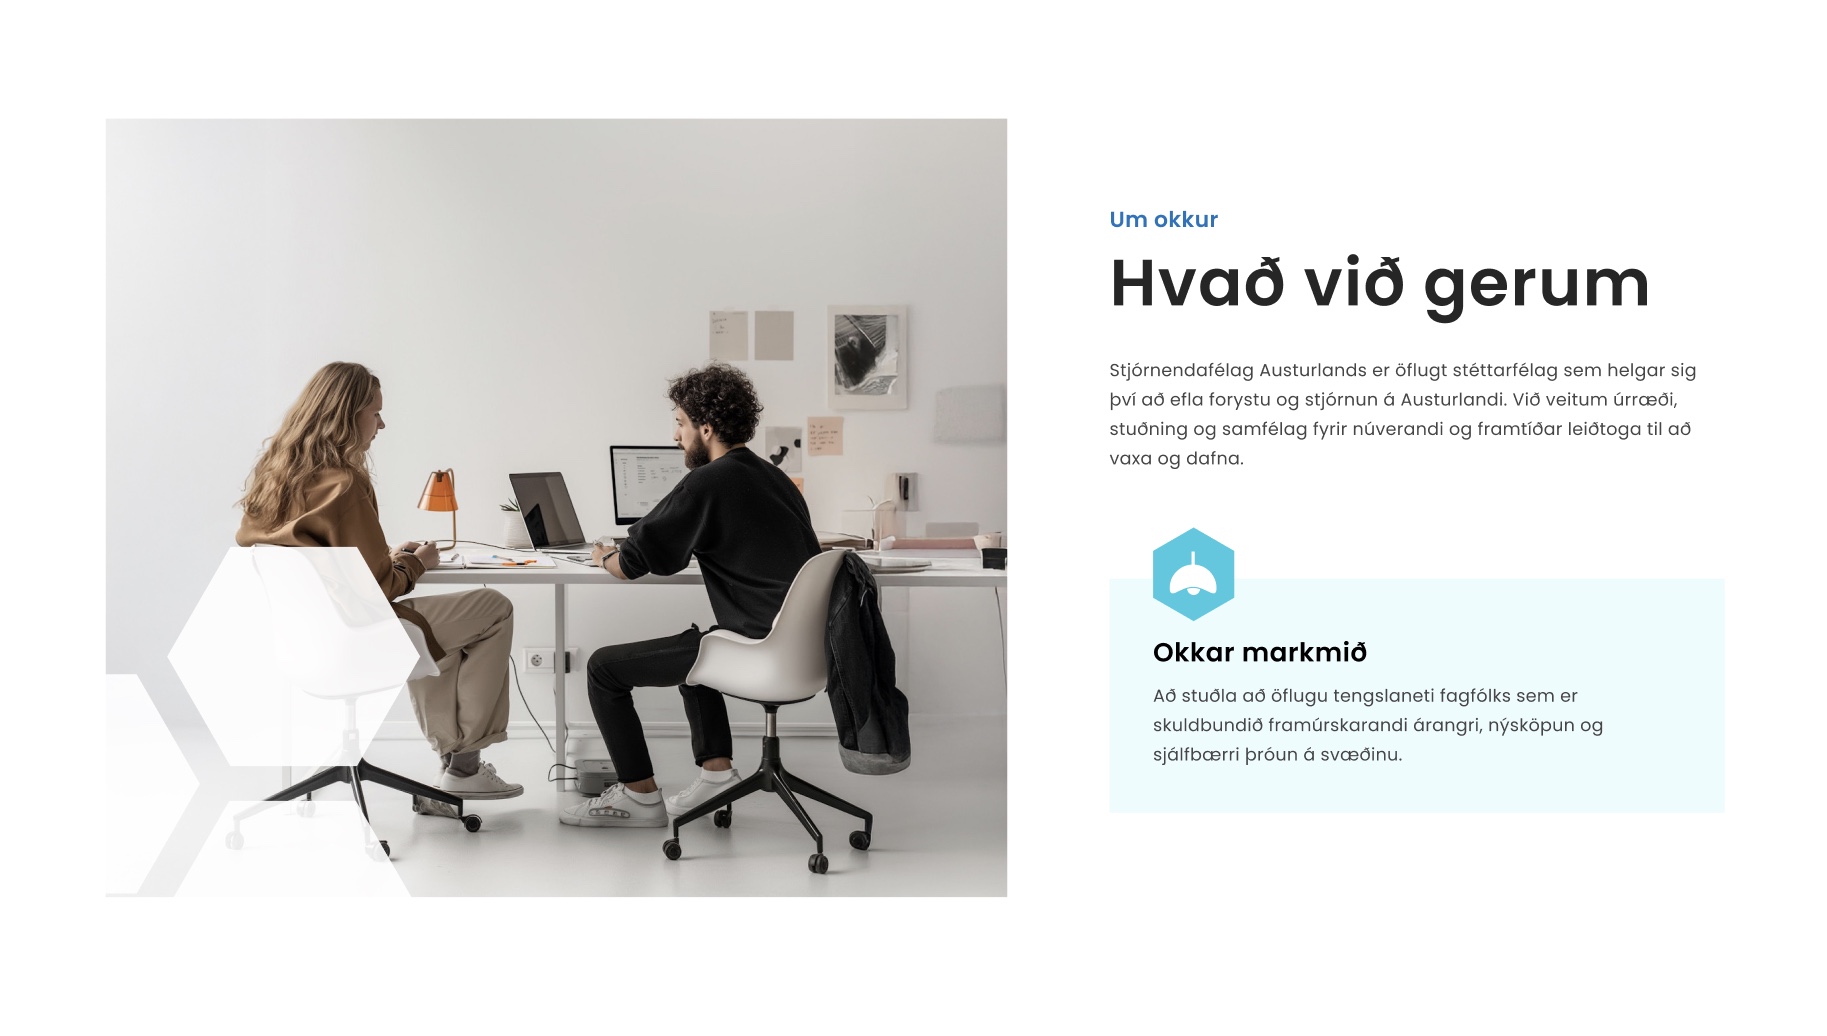 Um okkur
Hvað við gerum
Stjórnendafélag Austurlands er öflugt stéttarfélag sem helgar sig
því að efla forystu og stjórnun á Austurlandi. Við veitum úrræði,
stuðning og samfélag fyrir núverandi og framtíðar leiðtoga til að
vaxa og dafna.
Okkar markmið
Að stuðla að öflugu tengslaneti fagfólks sem er
skuldbundið framúrskarandi árangri, nýsköpun og
sjálfbærri þróun á svæðinu.